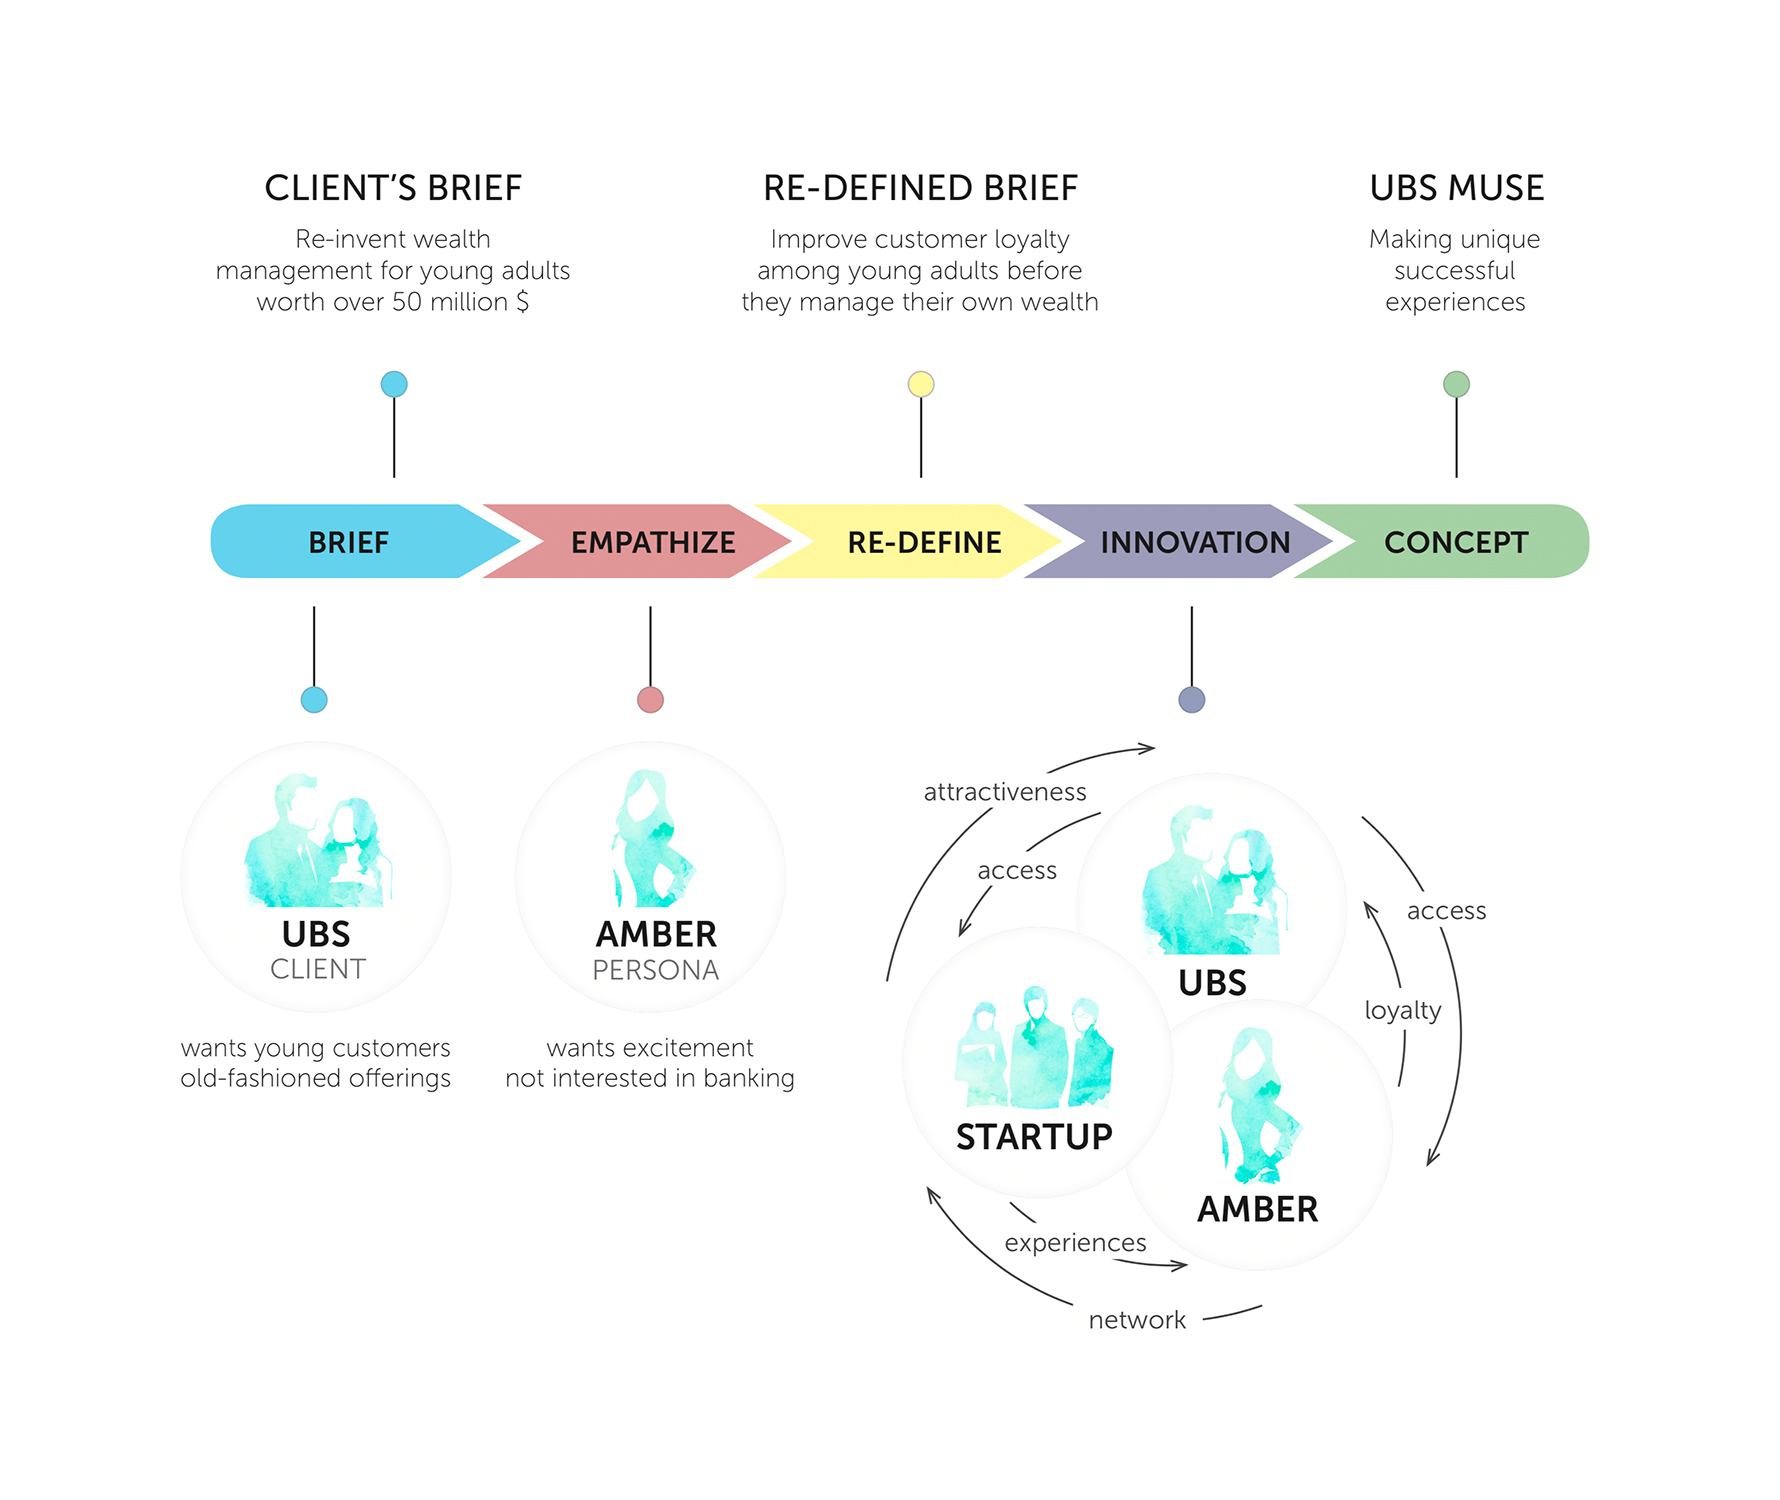 CLIENT’S BRIEF
Re-invent wealth
management for young adults
worth over 50 million $
RE-DEFINED BRIEF
Improve customer loyalty
among young adults before
they manage their own wealth
UBS MUSE
Making unique
successful
experiences
BRIEF
EMPATHIZE
RE-DEFINE
INNOVATION
CONCEPT
UBS
CLIENT
wants young customers
old-fashioned offerings
AMBER
PERSONA
wants excitement
not interested in banking
attractiveness
access
access
UBS
loyalty
STARTUP
AMBER
experiences
network